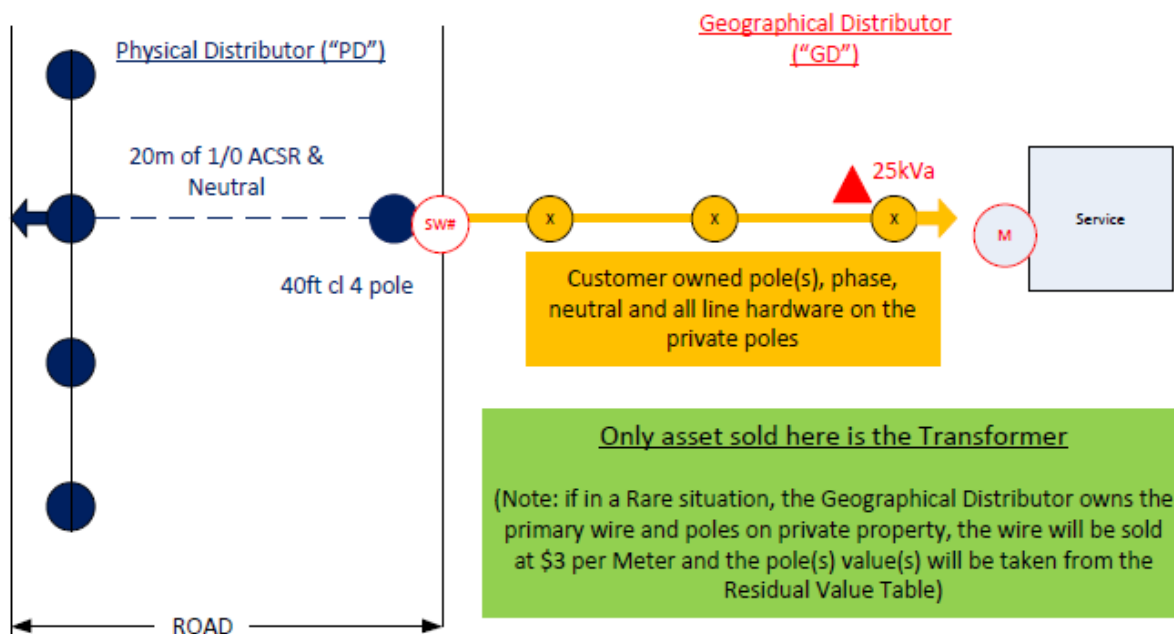 Physical Distributor (“PD”)
Geographical Distributor
(“GD”)
20m of 1/0 ACSR &
Neutral
25kVa
SW#
X
X
X
M
Service
40ft cl 4 pole
Customer owned pole(s), phase,
neutral and all line hardware on the
private poles
Only asset sold here is the Transformer
(Note: if in a Rare situation, the Geographical Distributor owns the
primary wire and poles on private property, the wire will be sold
at $3 per Meter and the pole(s) value(s) will be taken from the
Residual Value Table)
ROAD